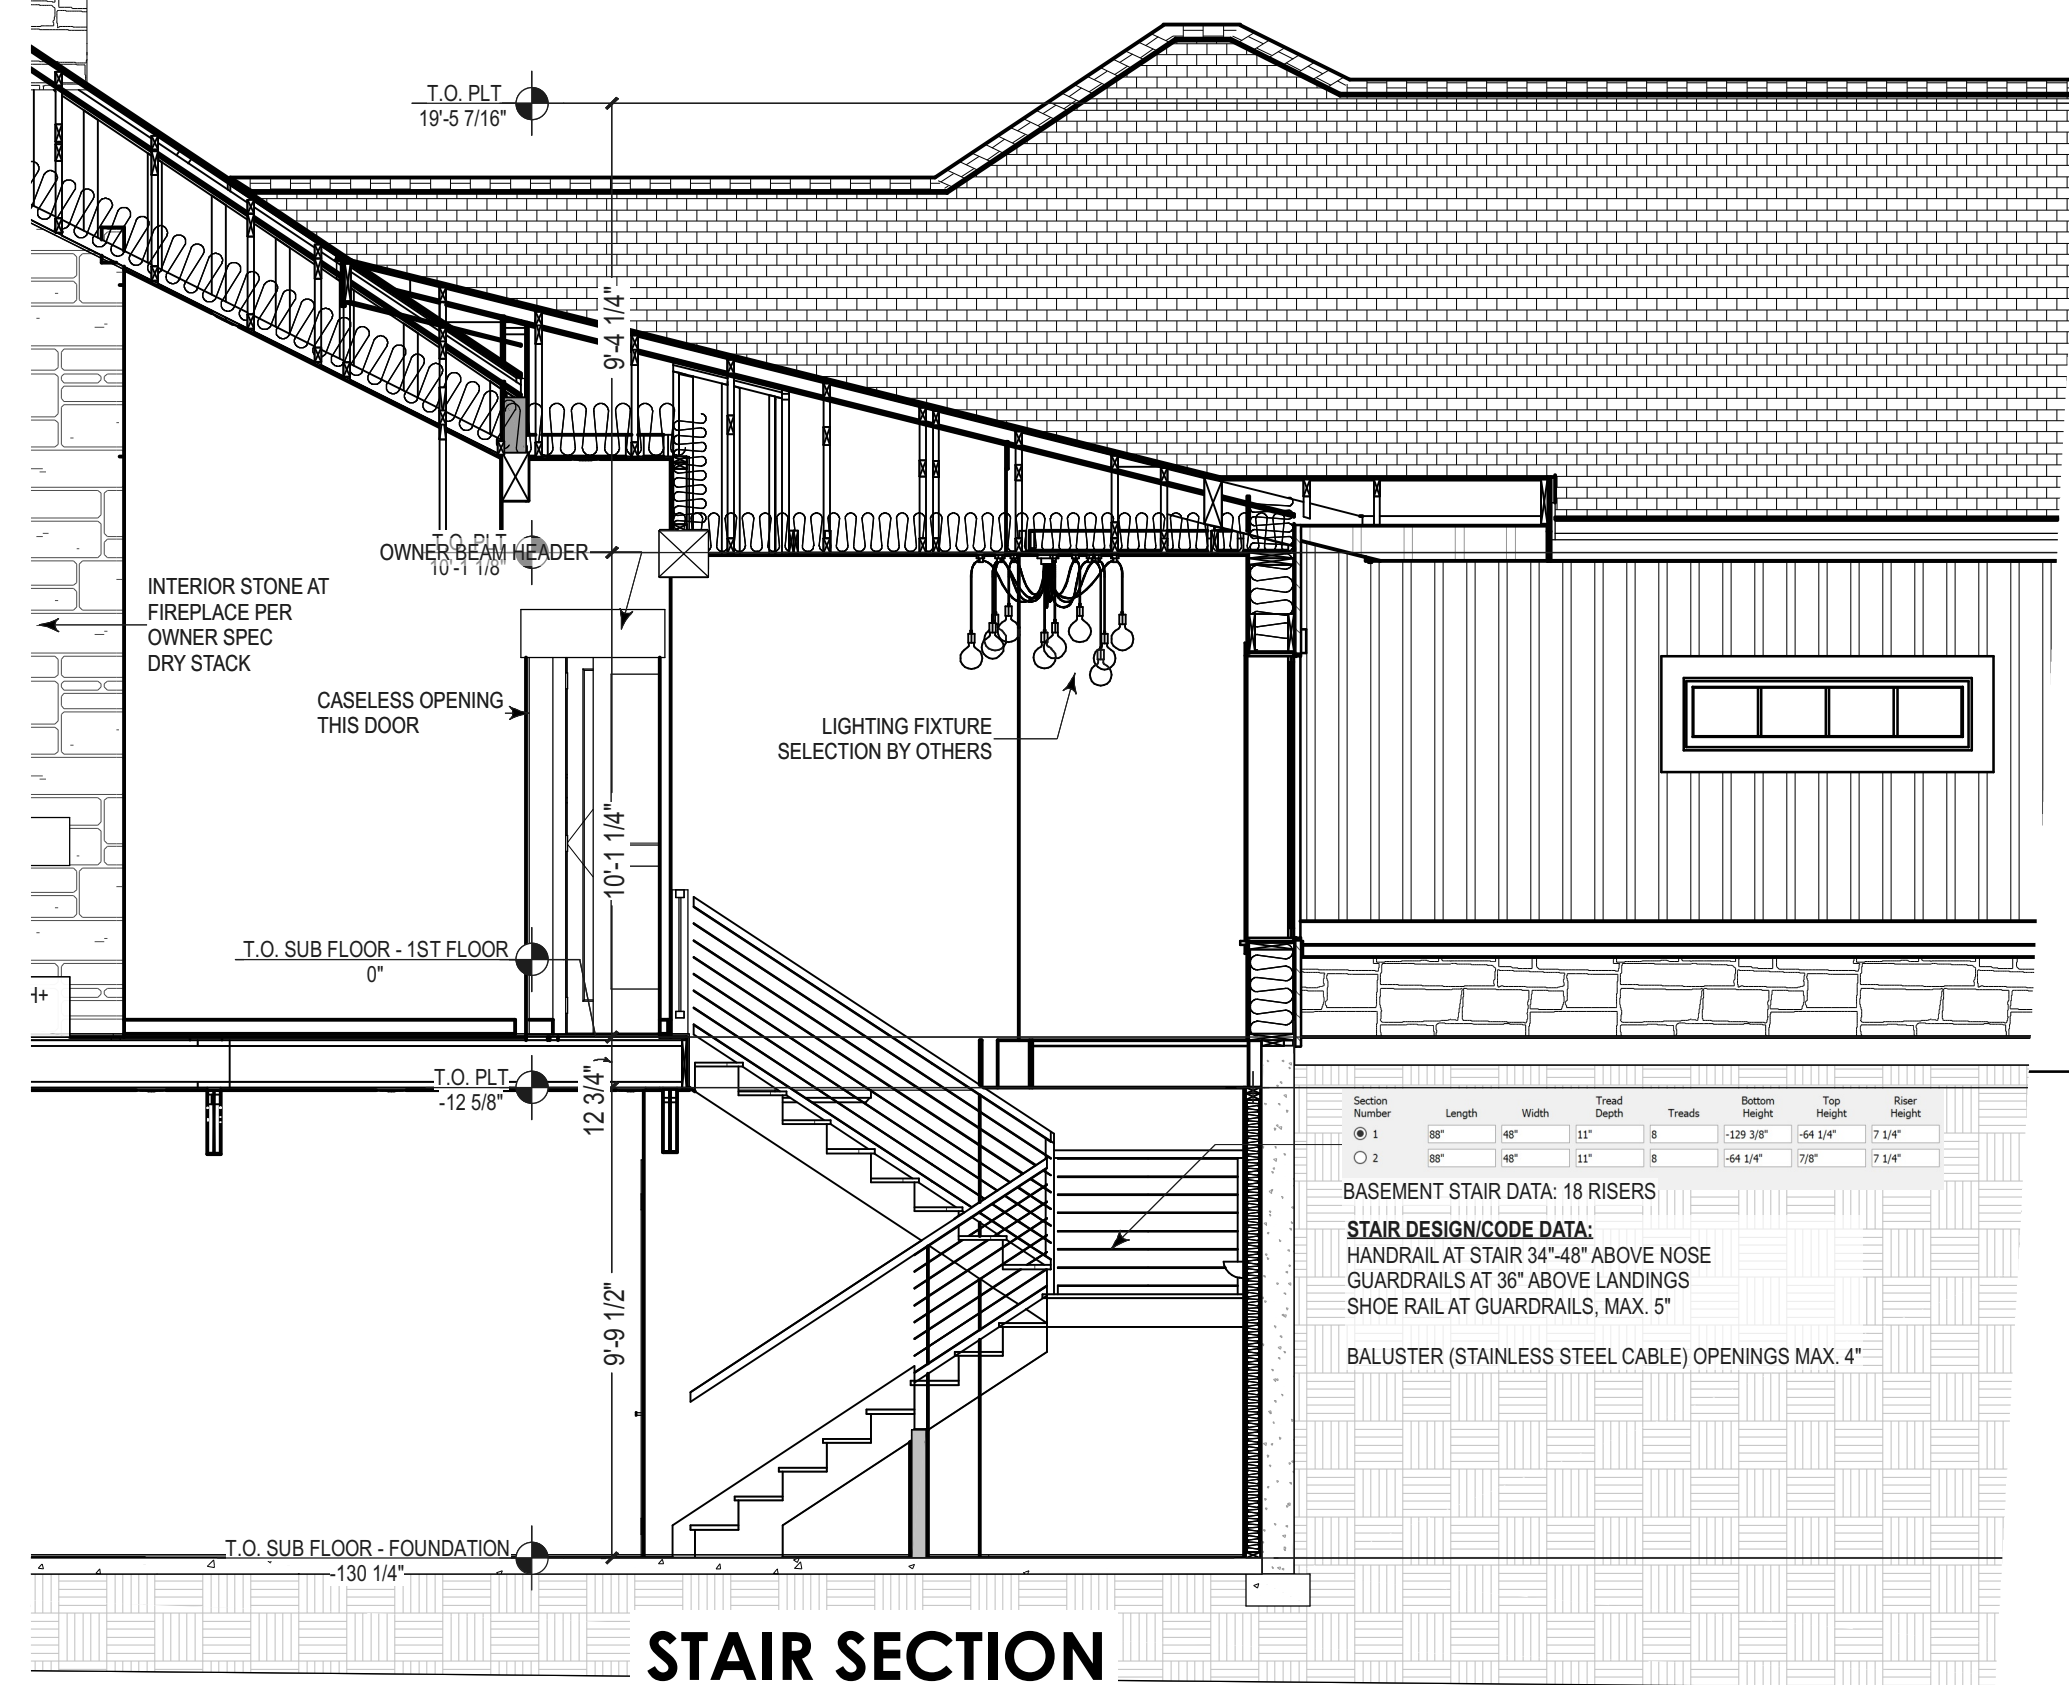 T.O. PLT
19'-5 7/16"
9'-4 1/4"
T.O. PLT
10'-1 1/8"
OWNER BEAM HEADER
INTERIOR STONE AT
FIREPLACE PER
OWNER SPEC
DRY STACK
CASELESS OPENING
THIS DOOR
LIGHTING FIXTURE
SELECTION BY OTHERS
10'-1 1/4"
T.O. SUB FLOOR - 1ST FLOOR
0"
H+
T.O. PLT
-12 5/8"
12 3/4"
Section Number Length Width Tread Depth Treads Bottom Height Top Height Riser Height
1 88" 48" 11" 8 -129 3/8" -64 1/4" 7 1/4"
2 88" 48" 11" 8 -64 1/4" 7/8" 7 1/4"
BASEMENT STAIR DATA: 18 RISERS
STAIR DESIGN/CODE DATA:
HANDRAIL AT STAIR 34"-48" ABOVE NOSE
GUARDRAILS AT 36" ABOVE LANDINGS
SHOE RAIL AT GUARDRAILS, MAX. 5"
BALUSTER (STAINLESS STEEL CABLE) OPENINGS MAX. 4"
9'-9 1/2"
T.O. SUB FLOOR - FOUNDATION
-130 1/4"
STAIR SECTION